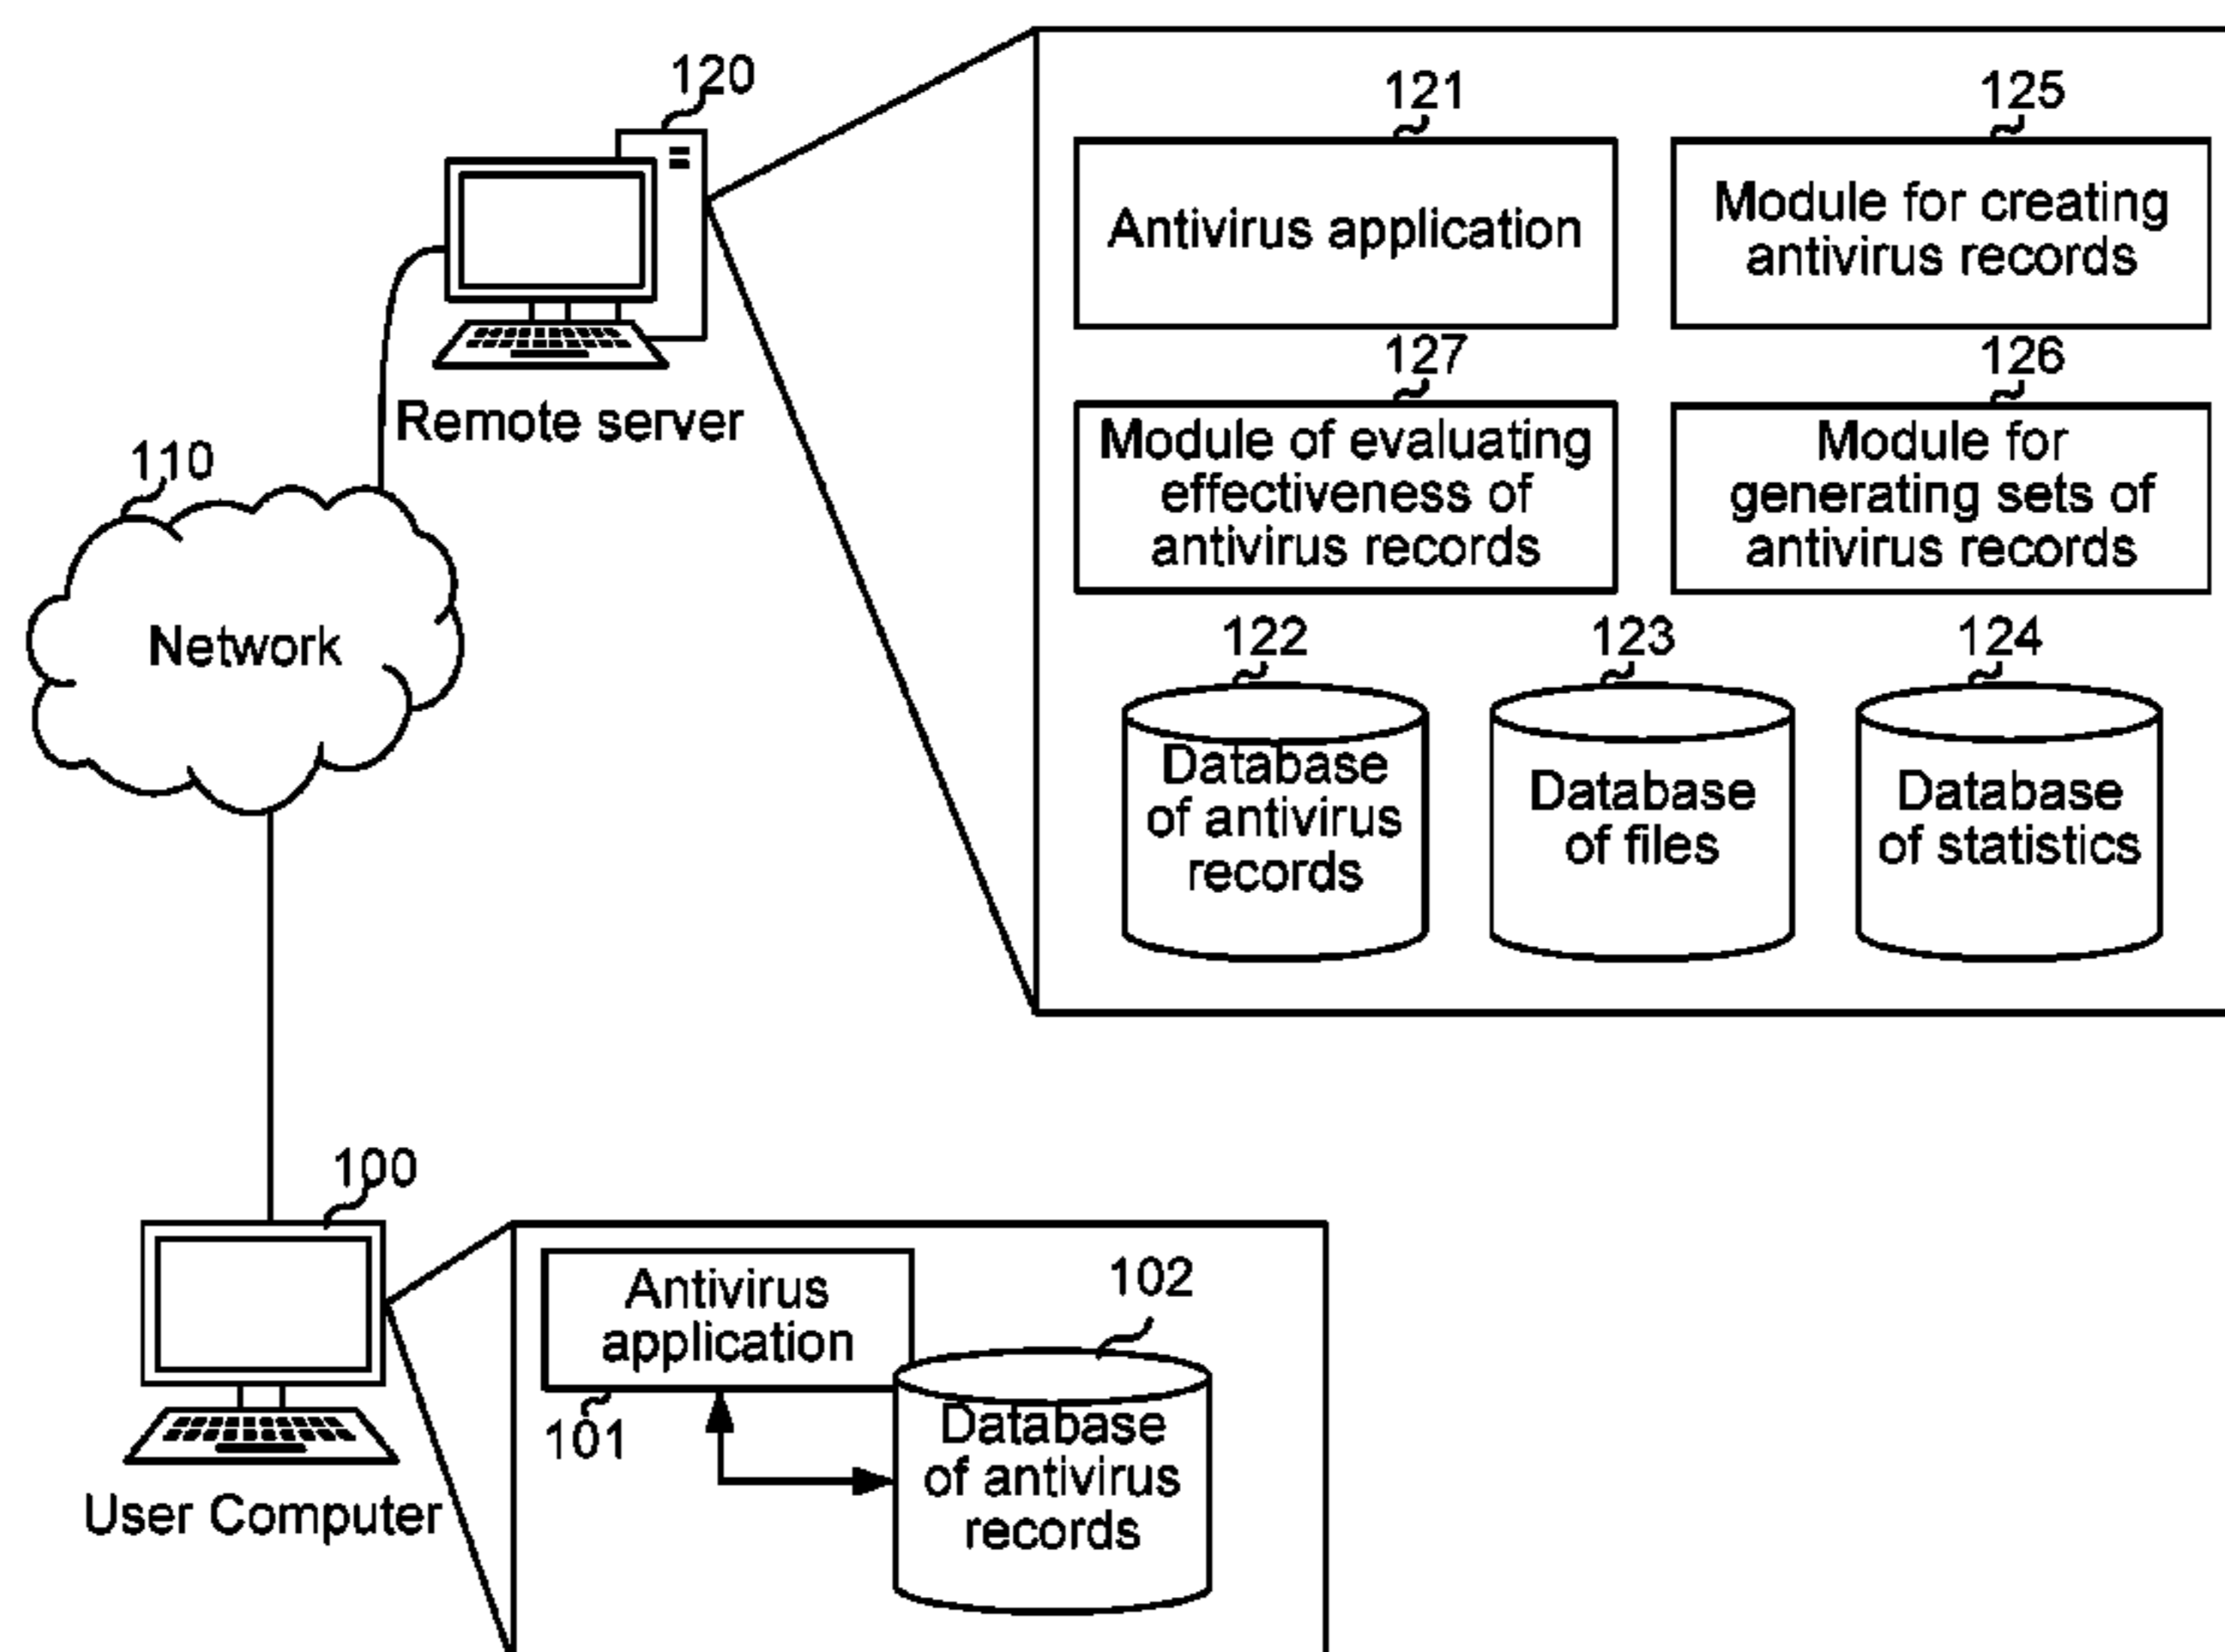 120
121
125
Antivirus application
Module for creating
antivirus records
127
126
Remote server
Module of evaluating
effectiveness of
antivirus records
Module for
generating sets of
antivirus records
110
Network
122
123
124
Database
of antivirus
records
Database
of files
Database
of statistics
100
User Computer
Antivirus
application
101
102
Database
of antivirus
records